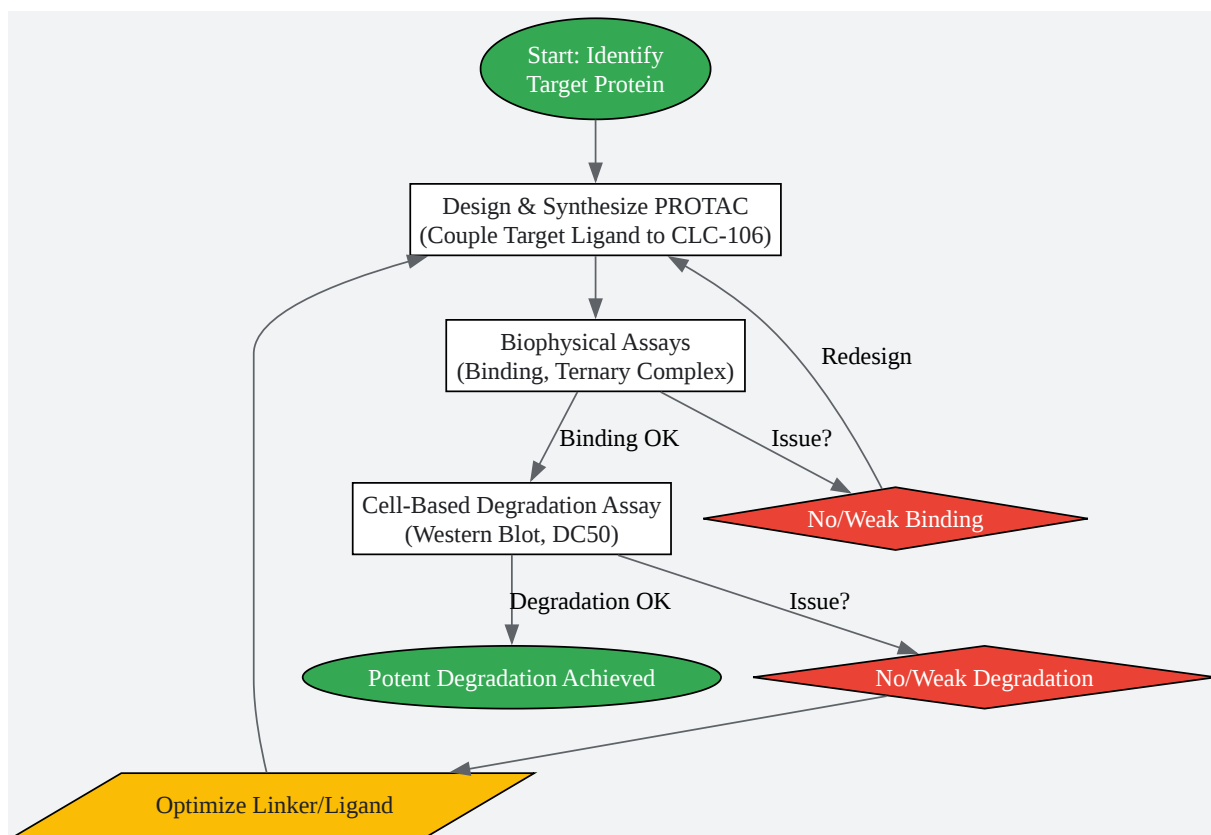 Start: Identify
Target Protein
Design & Synthesize PROTAC
(Couple Target Ligand to CLC-106)
Biophysical Assays
(Binding, Ternary Complex)
Redesign
Binding OK
Issue?
Cell-Based Degradation Assay
(Western Blot, DC50)
No/Weak Binding
Degradation OK
Issue?
Potent Degradation Achieved
No/Weak Degradation
Optimize Linker/Ligand